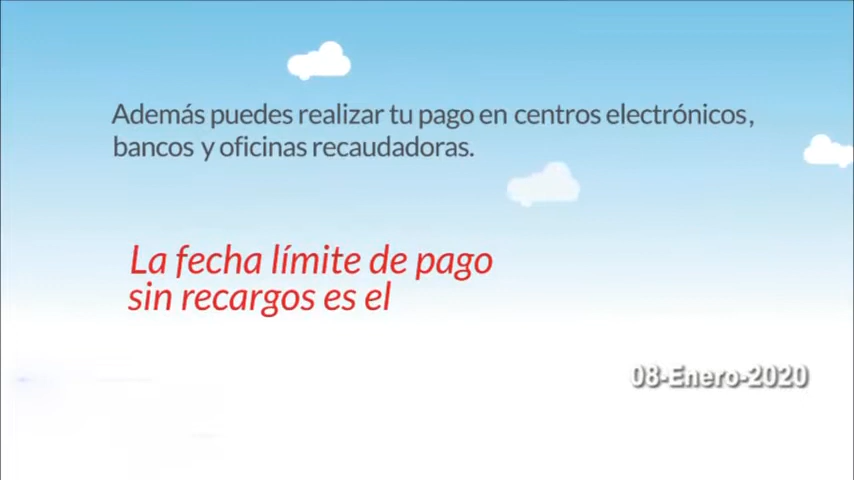 Además puedes realizar tu pago en centros electrónicos,
bancos y oficinas recaudadoras.
La fecha límite de pago
sin recargos es el
08-Enero-2020